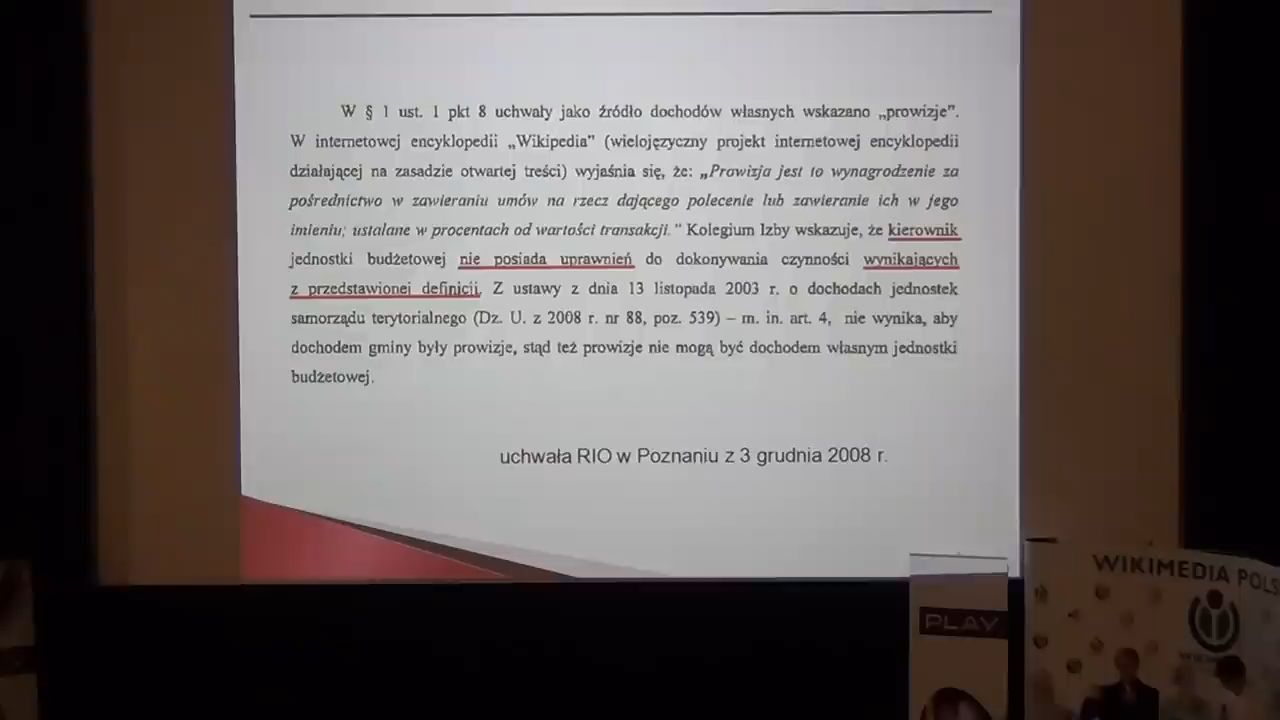 W § 1 ust. 1 pkt 8 uchwały jako źródło dochodów własnych wskazano „prowizje”.
W internetowej encyklopedii „Wikipedia” (wielojęzyczny projekt internetowej encyklopedii
działającej na zasadzie otwartej treści) wyjaśnia się, że: „Prowizja jest to wynagrodzenie za
pośrednictwo w zawieraniu umów na rzecz dającego polecenie lub zawieranie ich w jego
imieniu; ustalane w procentach od wartości transakcji.” Kolegium Izby wskazuje, że kierownik
jednostki budżetowej nie posiada uprawnień do dokonywania czynności wynikających
z przedstawionej definicji. Z ustawy z dnia 13 listopada 2003 r. o dochodach jednostek
samorządu terytorialnego (Dz. U. z 2008 r. nr 88, poz. 539) – m. in. art. 4, nie wynika, aby
dochodem gminy były prowizje, stąd też prowizje nie mogą być dochodem własnym jednostki
budżetowej.
uchwała RIO w Poznaniu z 3 grudnia 2008 r.
WIKIMEDIA POLS
PLAY